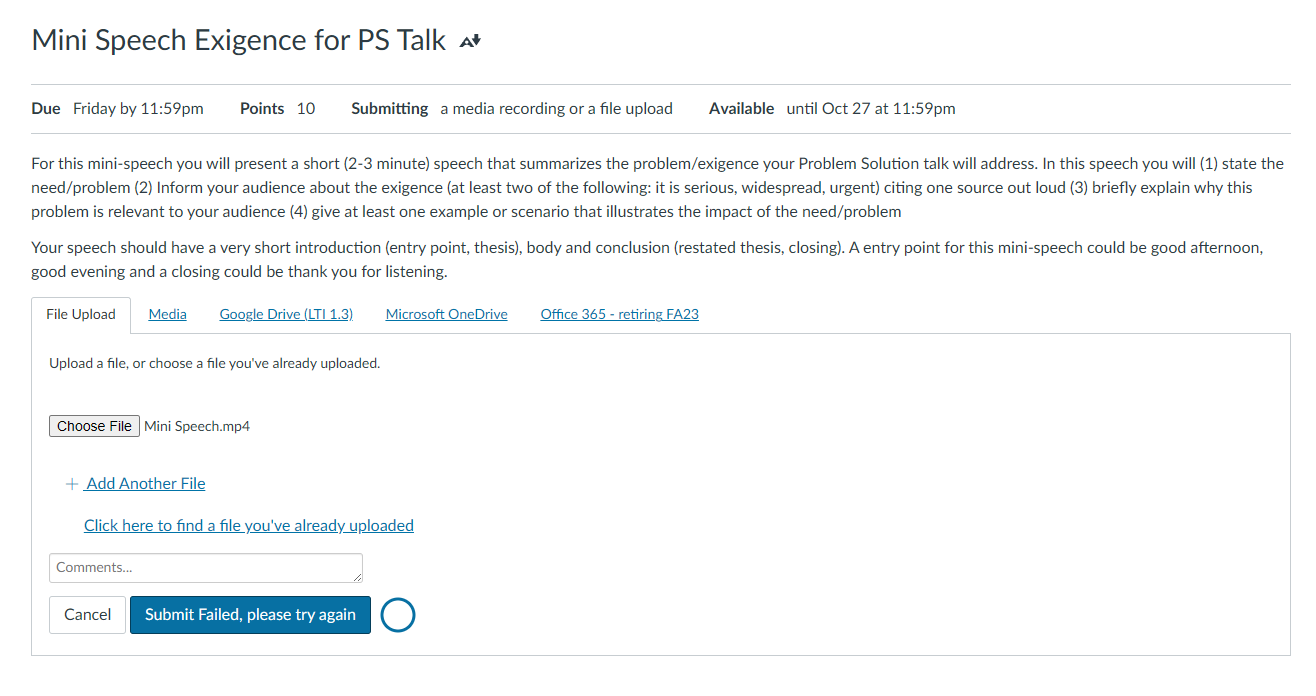 Mini Speech Exigence for PS Talk
Due Friday by 11:59pm Points 10 Submitting a media recording or a file upload Available until Oct 27 at 11:59pm
For this mini-speech you will present a short (2-3 minute) speech that summarizes the problem/exigence your Problem Solution talk will address. In this speech you will (1) state the
need/problem (2) Inform your audience about the exigence (at least two of the following: it is serious, widespread, urgent) citing one source out loud (3) briefly explain why this
problem is relevant to your audience (4) give at least one example or scenario that illustrates the impact of the need/problem
Your speech should have a very short introduction (entry point, thesis), body and conclusion (restated thesis, closing). A entry point for this mini-speech could be good afternoon,
good evening and a closing could be thank you for listening.
File Upload Media Google Drive (LTI 1.3) Microsoft OneDrive Office 365 - retiring FA23
Upload a file, or choose a file you've already uploaded.
Choose File Mini Speech.mp4
+ Add Another File
Click here to find a file you've already uploaded
Comments...
Cancel Submit Failed, please try again